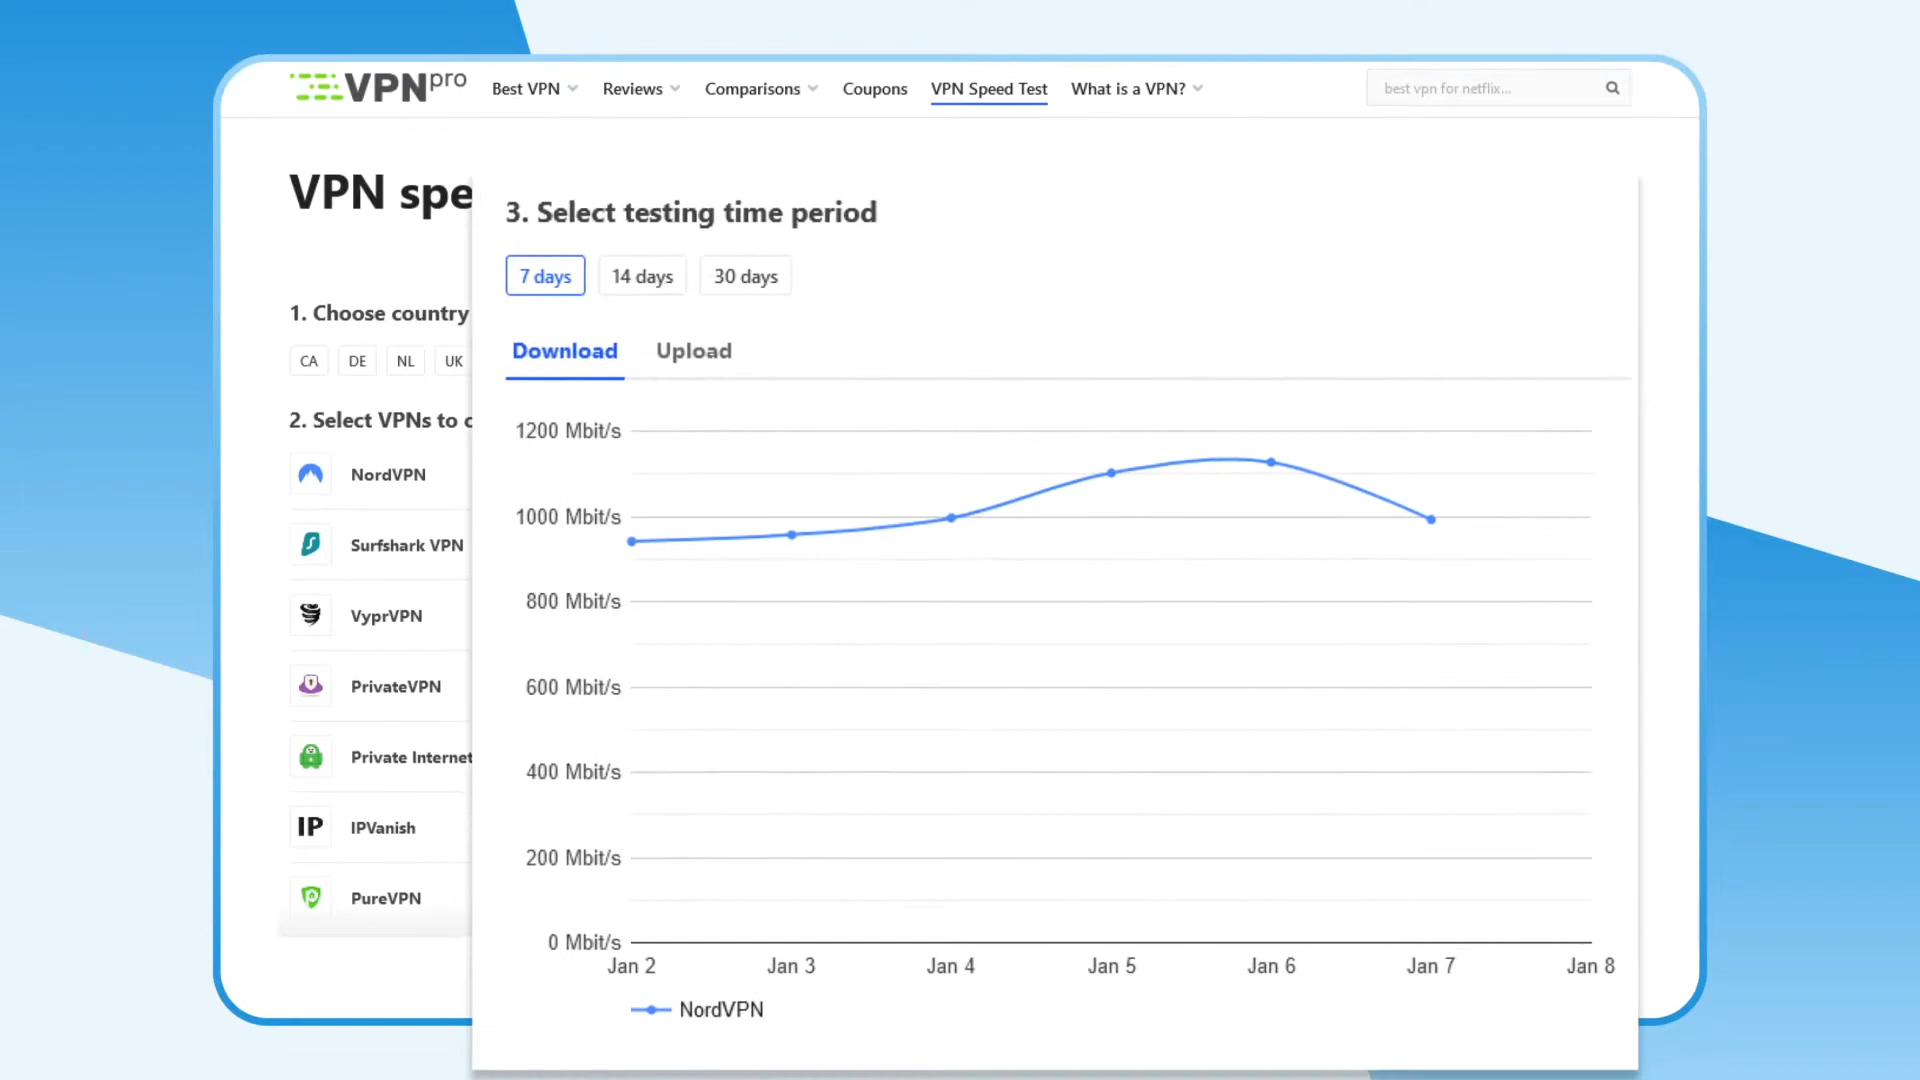 VPNpro
Best VPN
Reviews
Comparisons
Coupons
VPN Speed Test
What is a VPN?
best vpn for netflix...
VPN spe
1. Choose country
CA
DE
NL
UK
2. Select VPNs to c
NordVPN
Surfshark VPN
VyprVPN
PrivateVPN
Private Internet
IP
IPVanish
PureVPN
3. Select testing time period
7 days
14 days
30 days
Download
Upload
1200 Mbit/s
1000 Mbit/s
800 Mbit/s
600 Mbit/s
400 Mbit/s
200 Mbit/s
0 Mbit/s
Jan 2
Jan 3
Jan 4
Jan 5
Jan 6
Jan 7
Jan 8
NordVPN